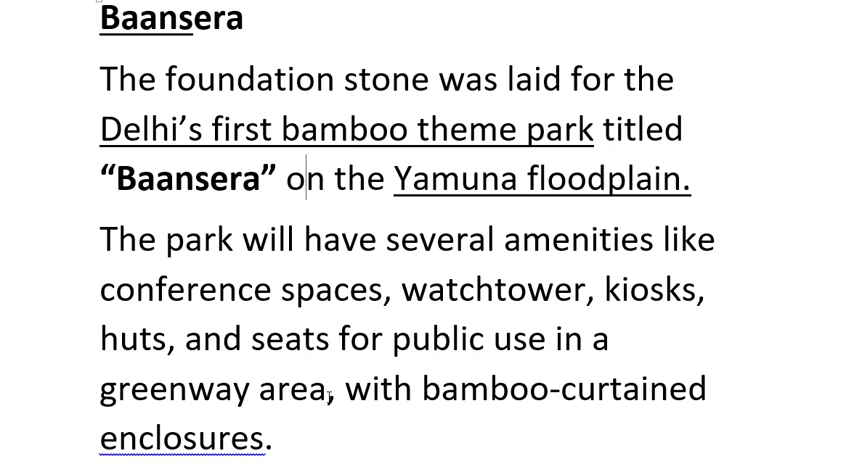 Baansera
The foundation stone was laid for the
Delhi’s first bamboo theme park titled
“Baansera” on the Yamuna floodplain.
The park will have several amenities like
conference spaces, watchtower, kiosks,
huts, and seats for public use in a
greenway area, with bamboo-curtained
enclosures.